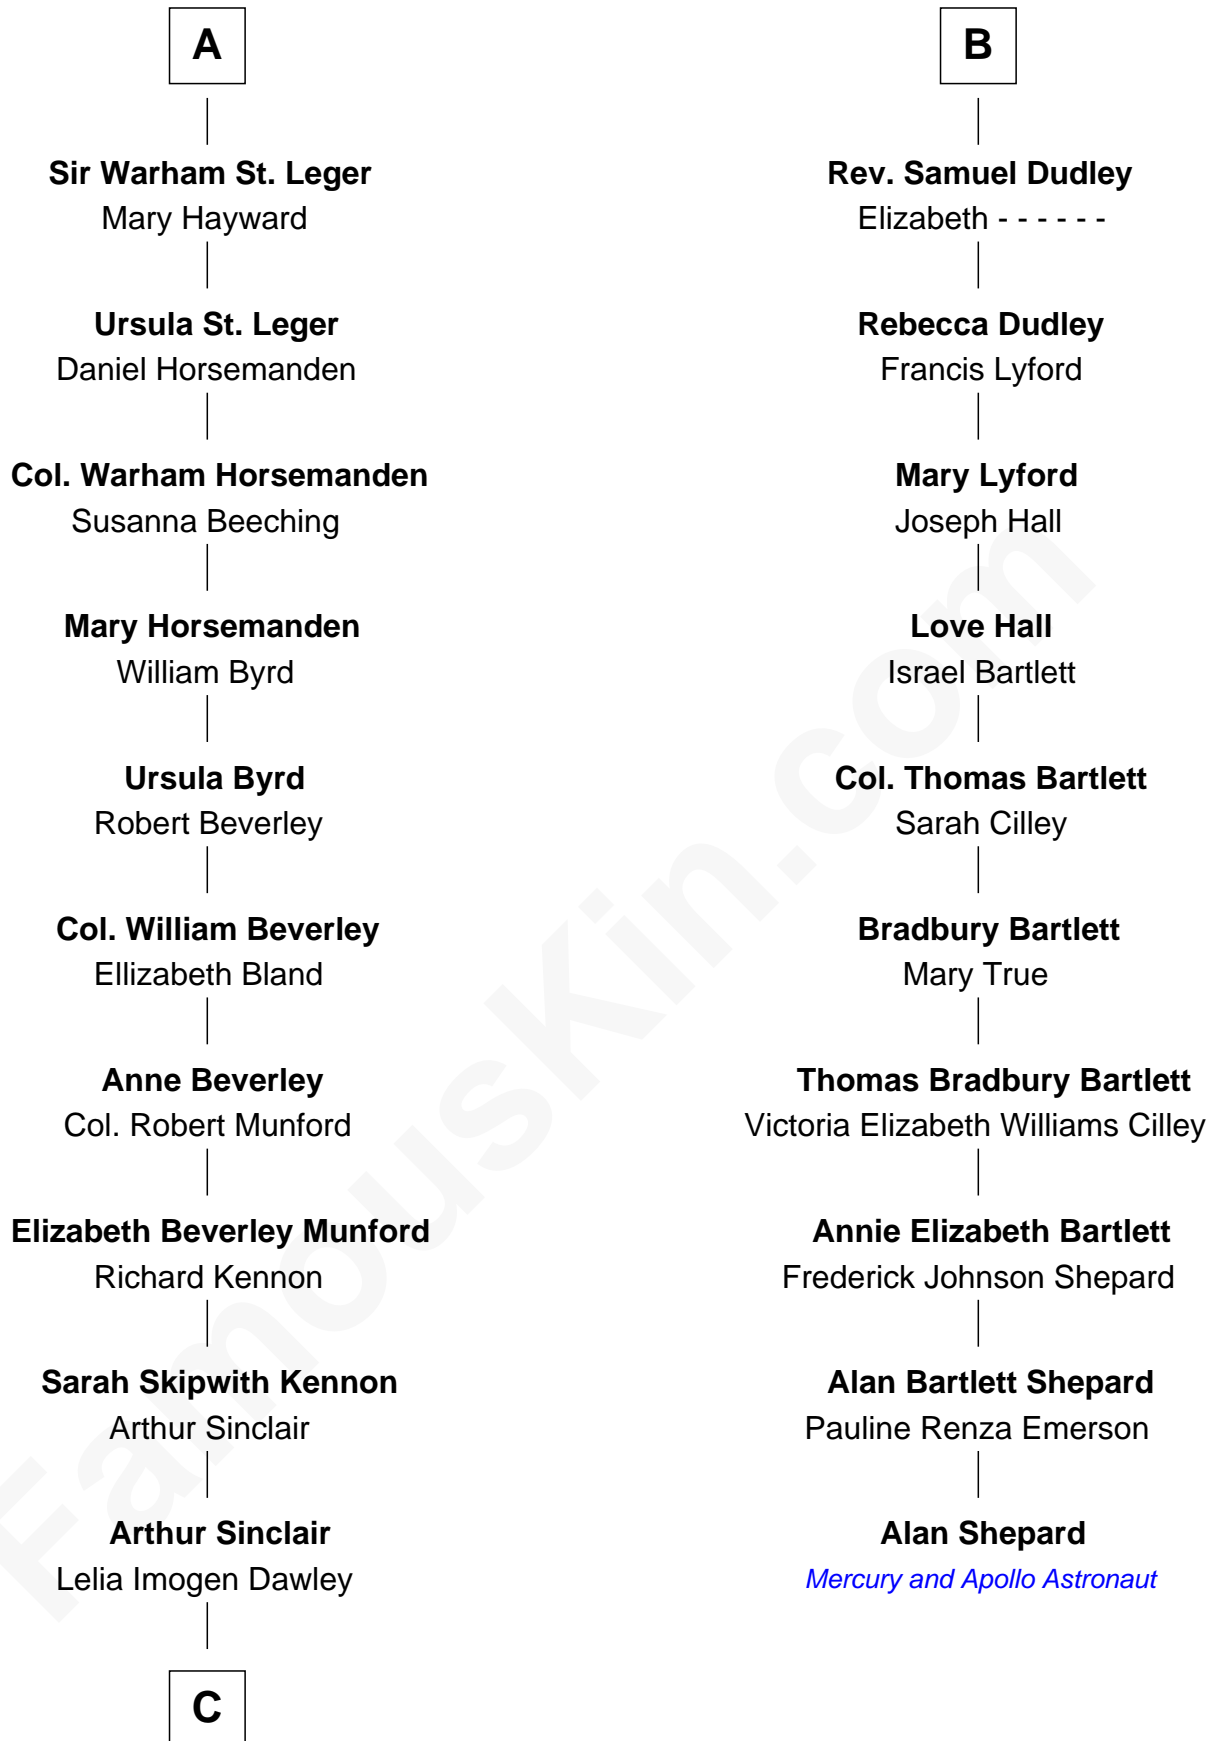 A
Sir Warham St. Leger
Mary Hayward
Ursula St. Leger
Daniel Horsemanden
Col. Warham Horsemanden
Susanna Beeching
Mary Horsemanden
William Byrd
Ursula Byrd
Robert Beverley
Col. William Beverley
Ellizabeth Bland
Anne Beverley
Col. Robert Munford
Elizabeth Beverley Munford
Richard Kennon
Sarah Skipwith Kennon
Arthur Sinclair
Arthur Sinclair
Lelia Imogen Dawley
C
B
Rev. Samuel Dudley
Elizabeth - - - - - -
Rebecca Dudley
Francis Lyford
Mary Lyford
Joseph Hall
Love Hall
Israel Bartlett
Col. Thomas Bartlett
Sarah Cilley
Bradbury Bartlett
Mary True
Thomas Bradbury Bartlett
Victoria Elizabeth Williams Cilley
Annie Elizabeth Bartlett
Frederick Johnson Shepard
Alan Bartlett Shepard
Pauline Renza Emerson
Alan Shepard
Mercury and Apollo Astronaut
FamousKin.com